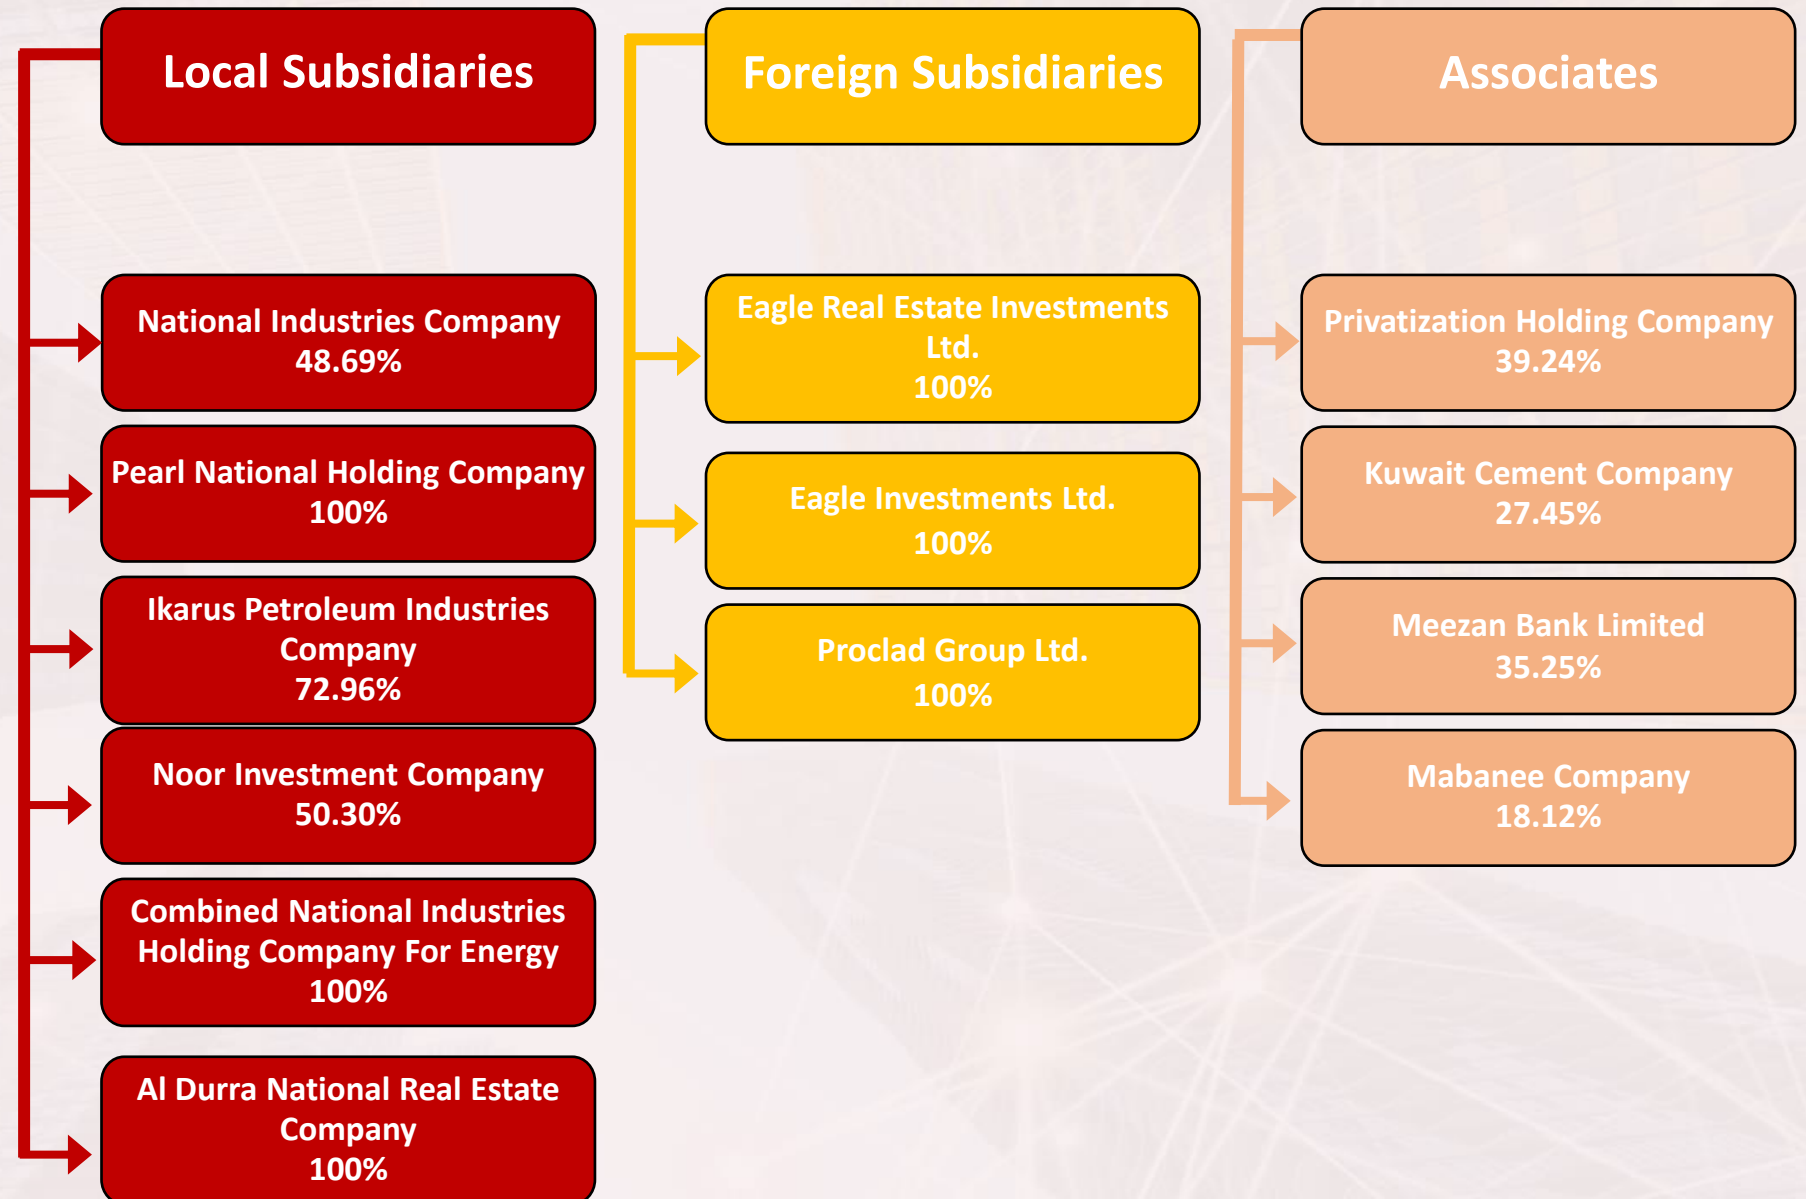 Local Subsidiaries
National Industries Company
48.69%
Pearl National Holding Company
100%
Ikarus Petroleum Industries
Company
72.96%
Noor Investment Company
50.30%
Combined National Industries
Holding Company For Energy
100%
Al Durra National Real Estate
Company
100%
Foreign Subsidiaries
Eagle Real Estate Investments
Ltd.
100%
Eagle Investments Ltd.
100%
Proclad Group Ltd.
100%
Associates
Privatization Holding Company
39.24%
Kuwait Cement Company
27.45%
Meezan Bank Limited
35.25%
Mabanee Company
18.12%